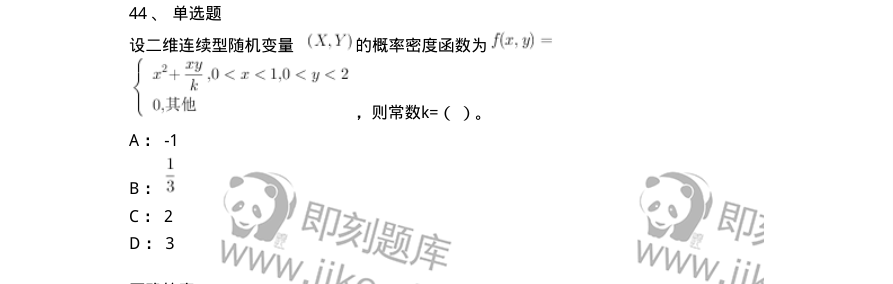 44 、 单选题
设二维连续型随机变量 (X,Y)的概率密度函数为 f(x, y) =
{ x²+ xy/k ,0 < x < 1,0 < y < 2
0,其他
，则常数k=（ ）。
A： -1
B： 1/3
C： 2
D： 3
即刻题库
即刻
www.jike
www.ji